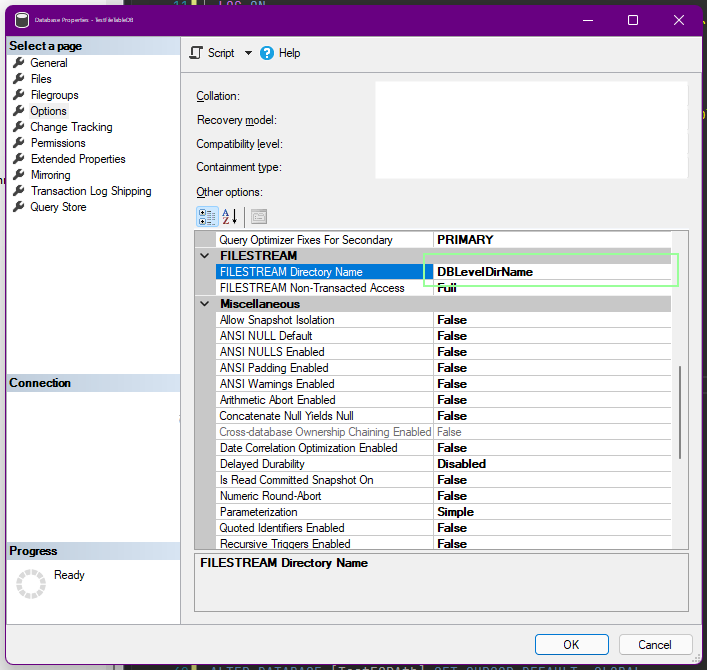 LOG ON
Database Properties - TestFileTableDB
Select a page
General
Files
Filegroups
Options
Change Tracking
Permissions
Extended Properties
Mirroring
Transaction Log Shipping
Query Store
Connection
Progress
Ready
Script
Help
Collation:
Recovery model:
Compatibility level:
Containment type:
Other options:
Query Optimizer Fixes For Secondary PRIMARY
FILESTREAM
FILESTREAM Directory Name DBLevelDirName
FILESTREAM Non-Transacted Access Full
Miscellaneous
Allow Snapshot Isolation False
ANSI NULL Default False
ANSI NULLS Enabled False
ANSI Padding Enabled False
ANSI Warnings Enabled False
Arithmetic Abort Enabled False
Concatenate Null Yields Null False
Cross-database Ownership Chaining Enabled False
Date Correlation Optimization Enabled False
Delayed Durability Disabled
Is Read Committed Snapshot On False
Numeric Round-Abort False
Parameterization Simple
Quoted Identifiers Enabled False
Recursive Triggers Enabled False
FILESTREAM Directory Name
OK
Cancel